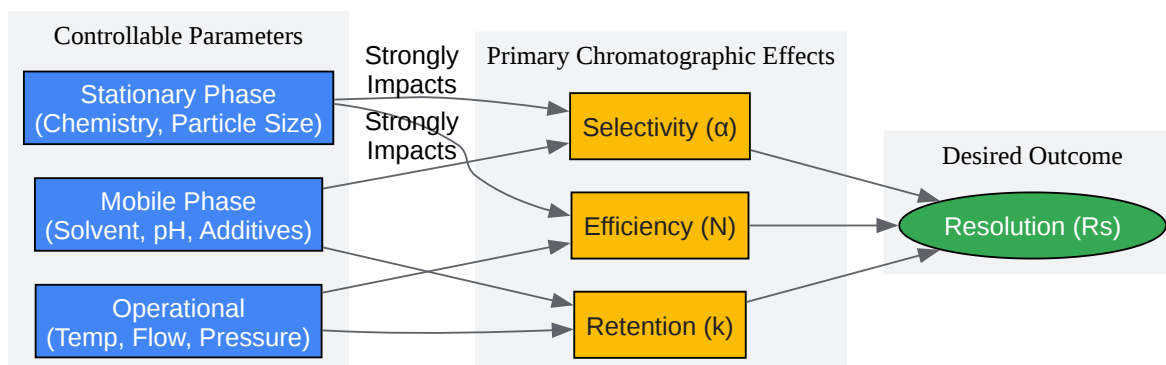 Controllable Parameters
Stationary Phase
(Chemistry, Particle Size)
Mobile Phase
(Solvent, pH, Additives)
Operational
(Temp, Flow, Pressure)
Strongly
Impacts
Strongly
Impacts
Primary Chromatographic Effects
Selectivity (α)
Efficiency (N)
Retention (k)
Desired Outcome
Resolution (Rs)